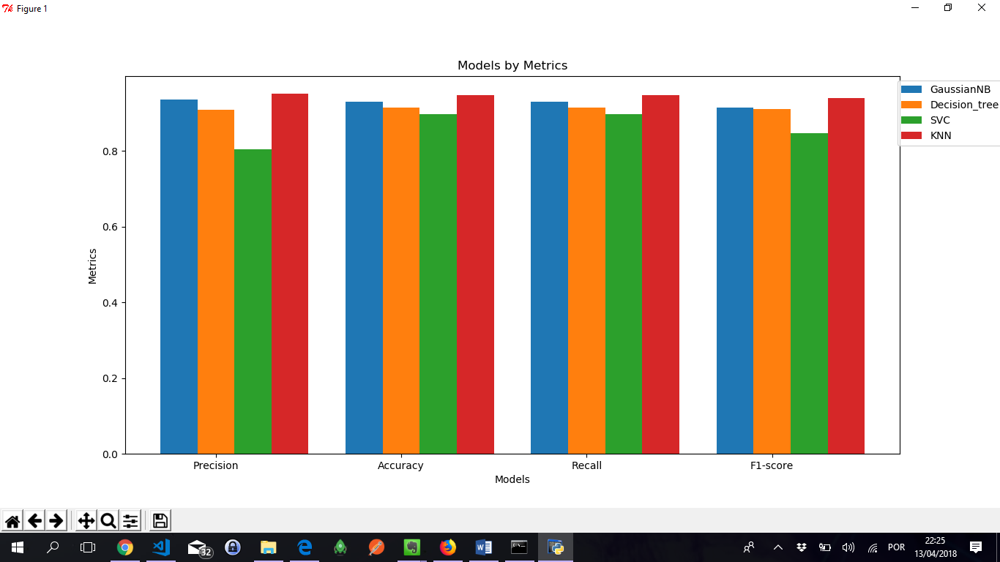 Figure 1
Models by Metrics
GaussianNB
Decision_tree
SVC
KNN
0.8
0.6
0.4
0.2
0.0
Metrics
Precision Accuracy Recall F1-score
Models
32
POR
22:25
13/04/2018